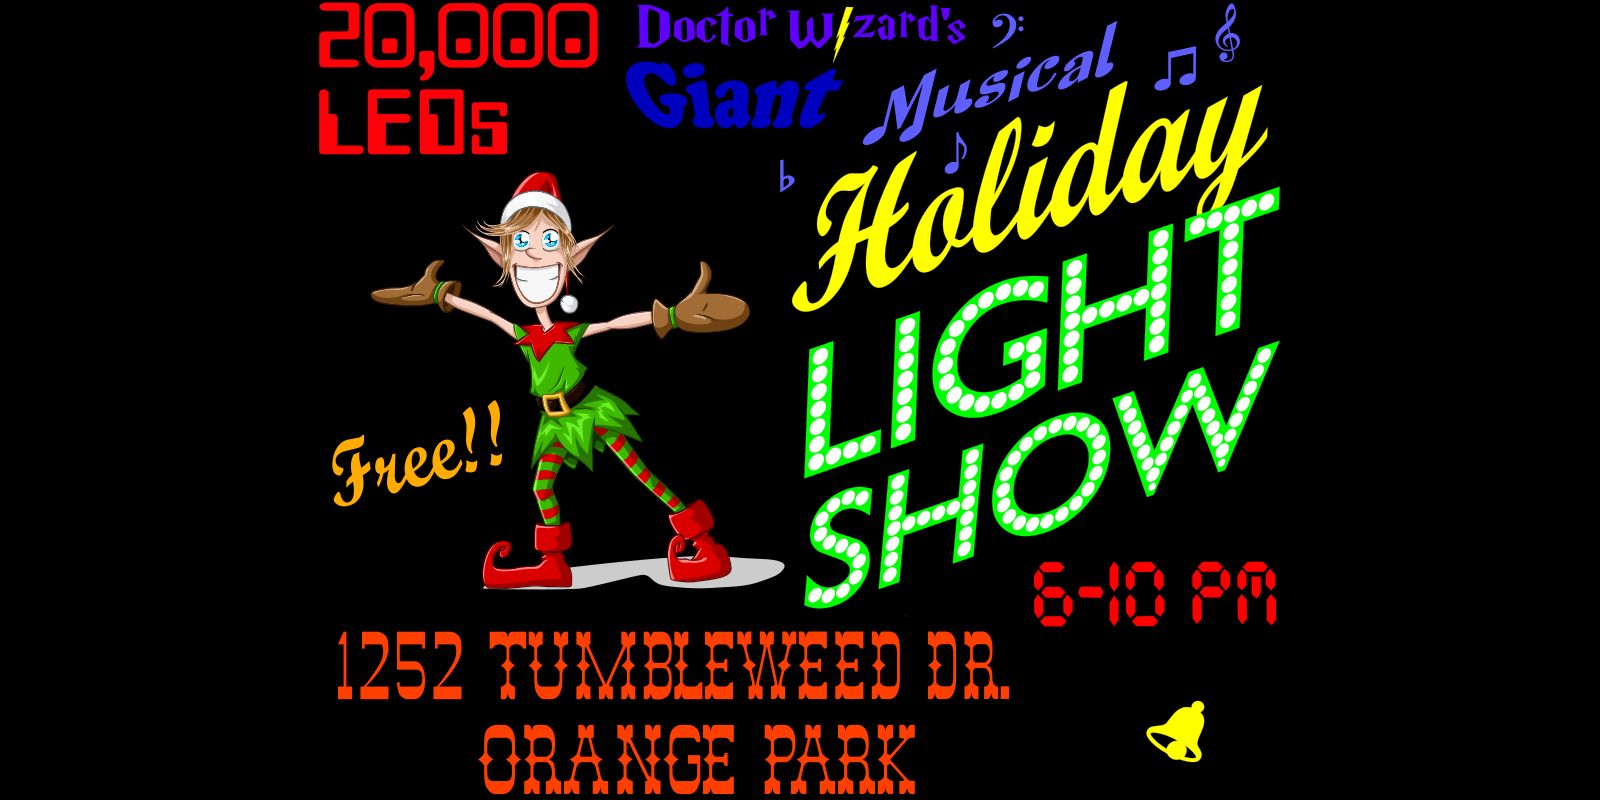 20,000
LEDs
Doctor Wizard's
Giant
Musical
Holiday
LIGHT
SHOW
Free!!
6-10 PM
1252 TUMBLEWEED DR.
ORANGE PARK